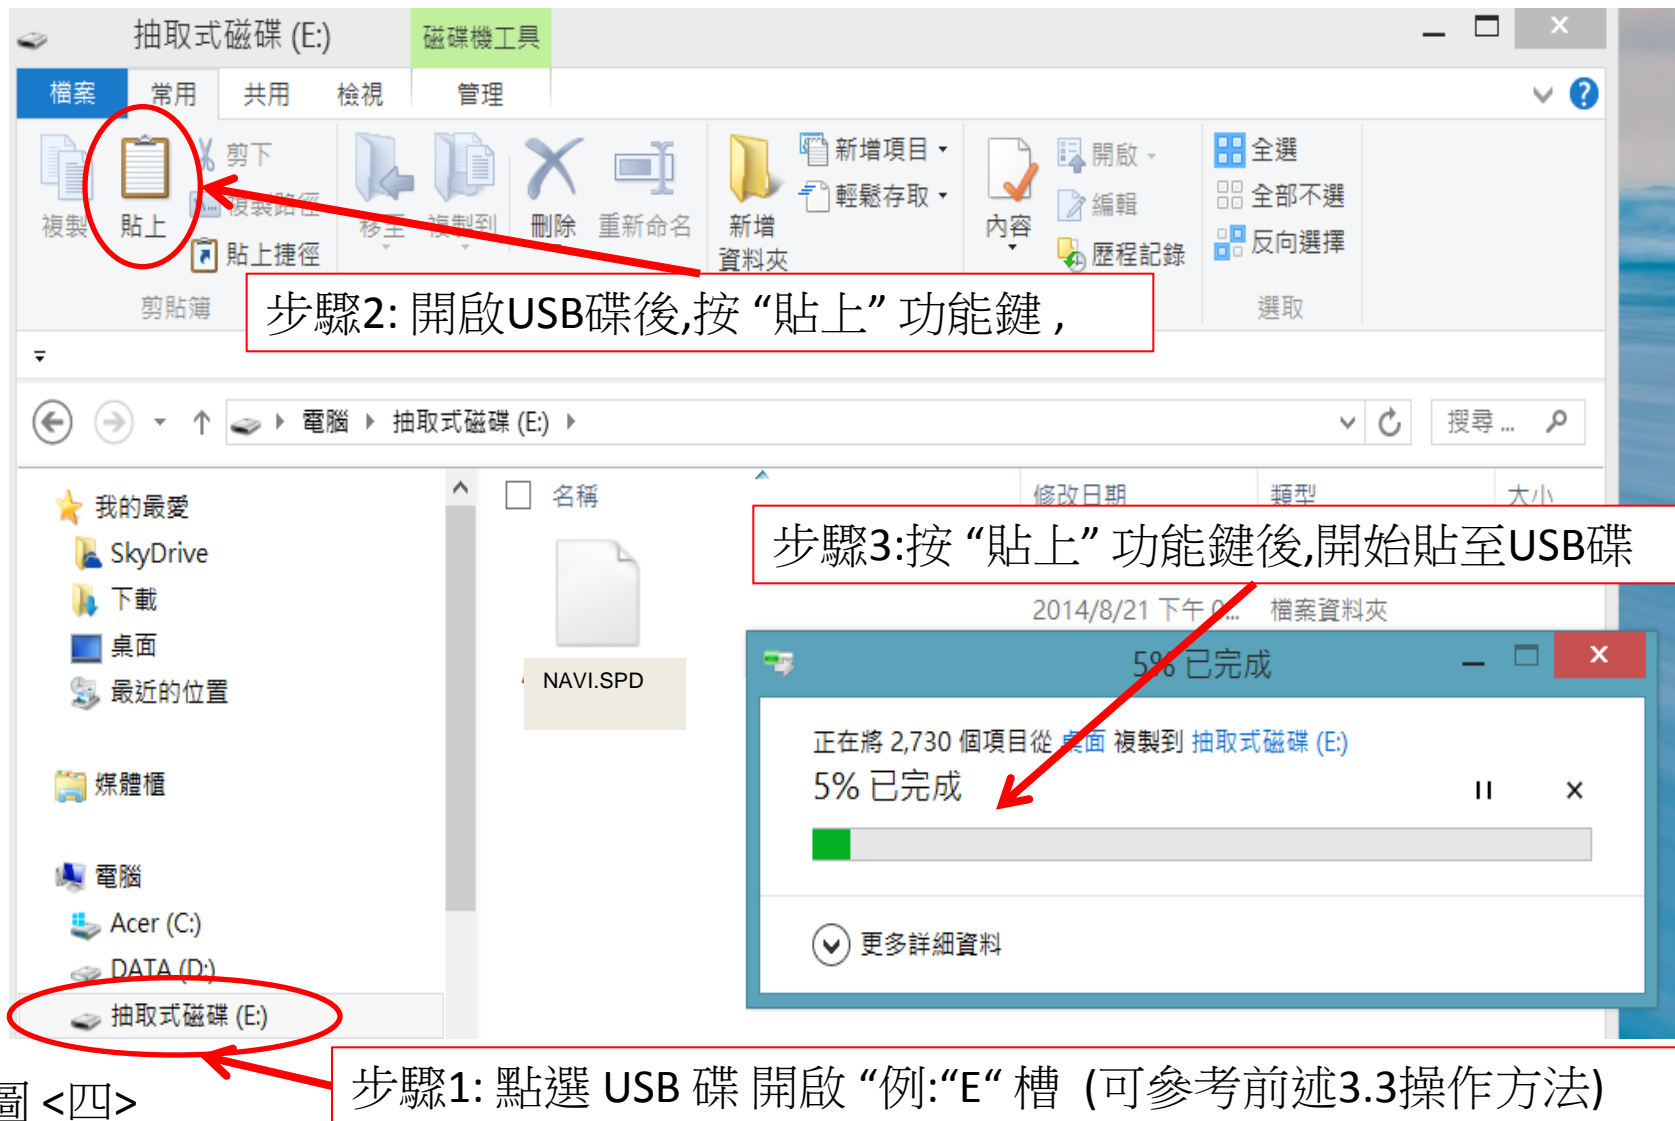 抽取式磁碟 (E:)
磁碟機工具
檔案 常用 共用 檢視 管理
複製
貼上
剪下
複製路徑
貼上捷徑
移至
複製到
刪除
重新命名
新增
資料夾
新增項目
輕鬆存取
內容
開啟
編輯
歷程記錄
全選
全部不選
反向選擇
剪貼簿
選取
步驟2: 開啟USB碟後,按 “貼上” 功能鍵 ,
電腦 抽取式磁碟 (E:)
搜尋 ...
我的最愛
SkyDrive
下載
桌面
最近的位置
媒體櫃
電腦
Acer (C:)
DATA (D:)
抽取式磁碟 (E:)
名稱 修改日期 類型 大小
步驟3:按 “貼上” 功能鍵後,開始貼至USB碟
2014/8/21 下午 0... 檔案資料夾
NAVI.SPD
5% 已完成
正在將 2,730 個項目從 桌面 複製到 抽取式磁碟 (E:)
5% 已完成
更多詳細資料
步驟1: 點選 USB 碟 開啟 “例:“E“ 槽 (可參考前述3.3操作方法)
圖 <四>